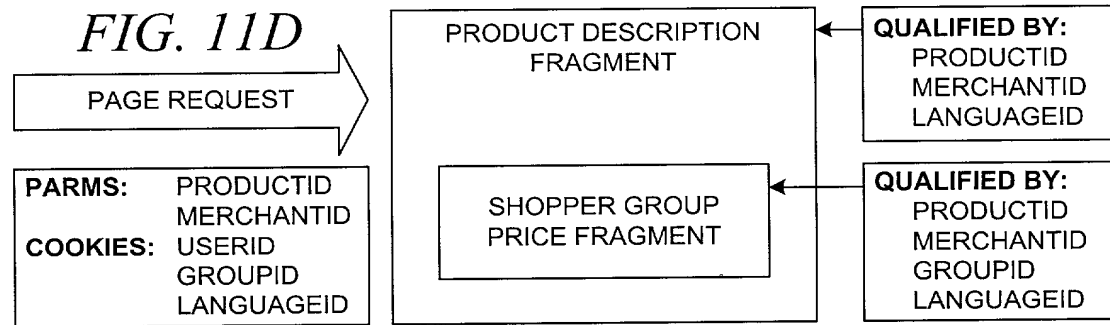 FIG. 11D
PAGE REQUEST
PARMS: PRODUCTID
MERCHANTID
COOKIES: USERID
GROUPID
LANGUAGEID
PRODUCT DESCRIPTION
FRAGMENT
SHOPPER GROUP
PRICE FRAGMENT
QUALIFIED BY:
PRODUCTID
MERCHANTID
LANGUAGEID
QUALIFIED BY:
PRODUCTID
MERCHANTID
GROUPID
LANGUAGEID